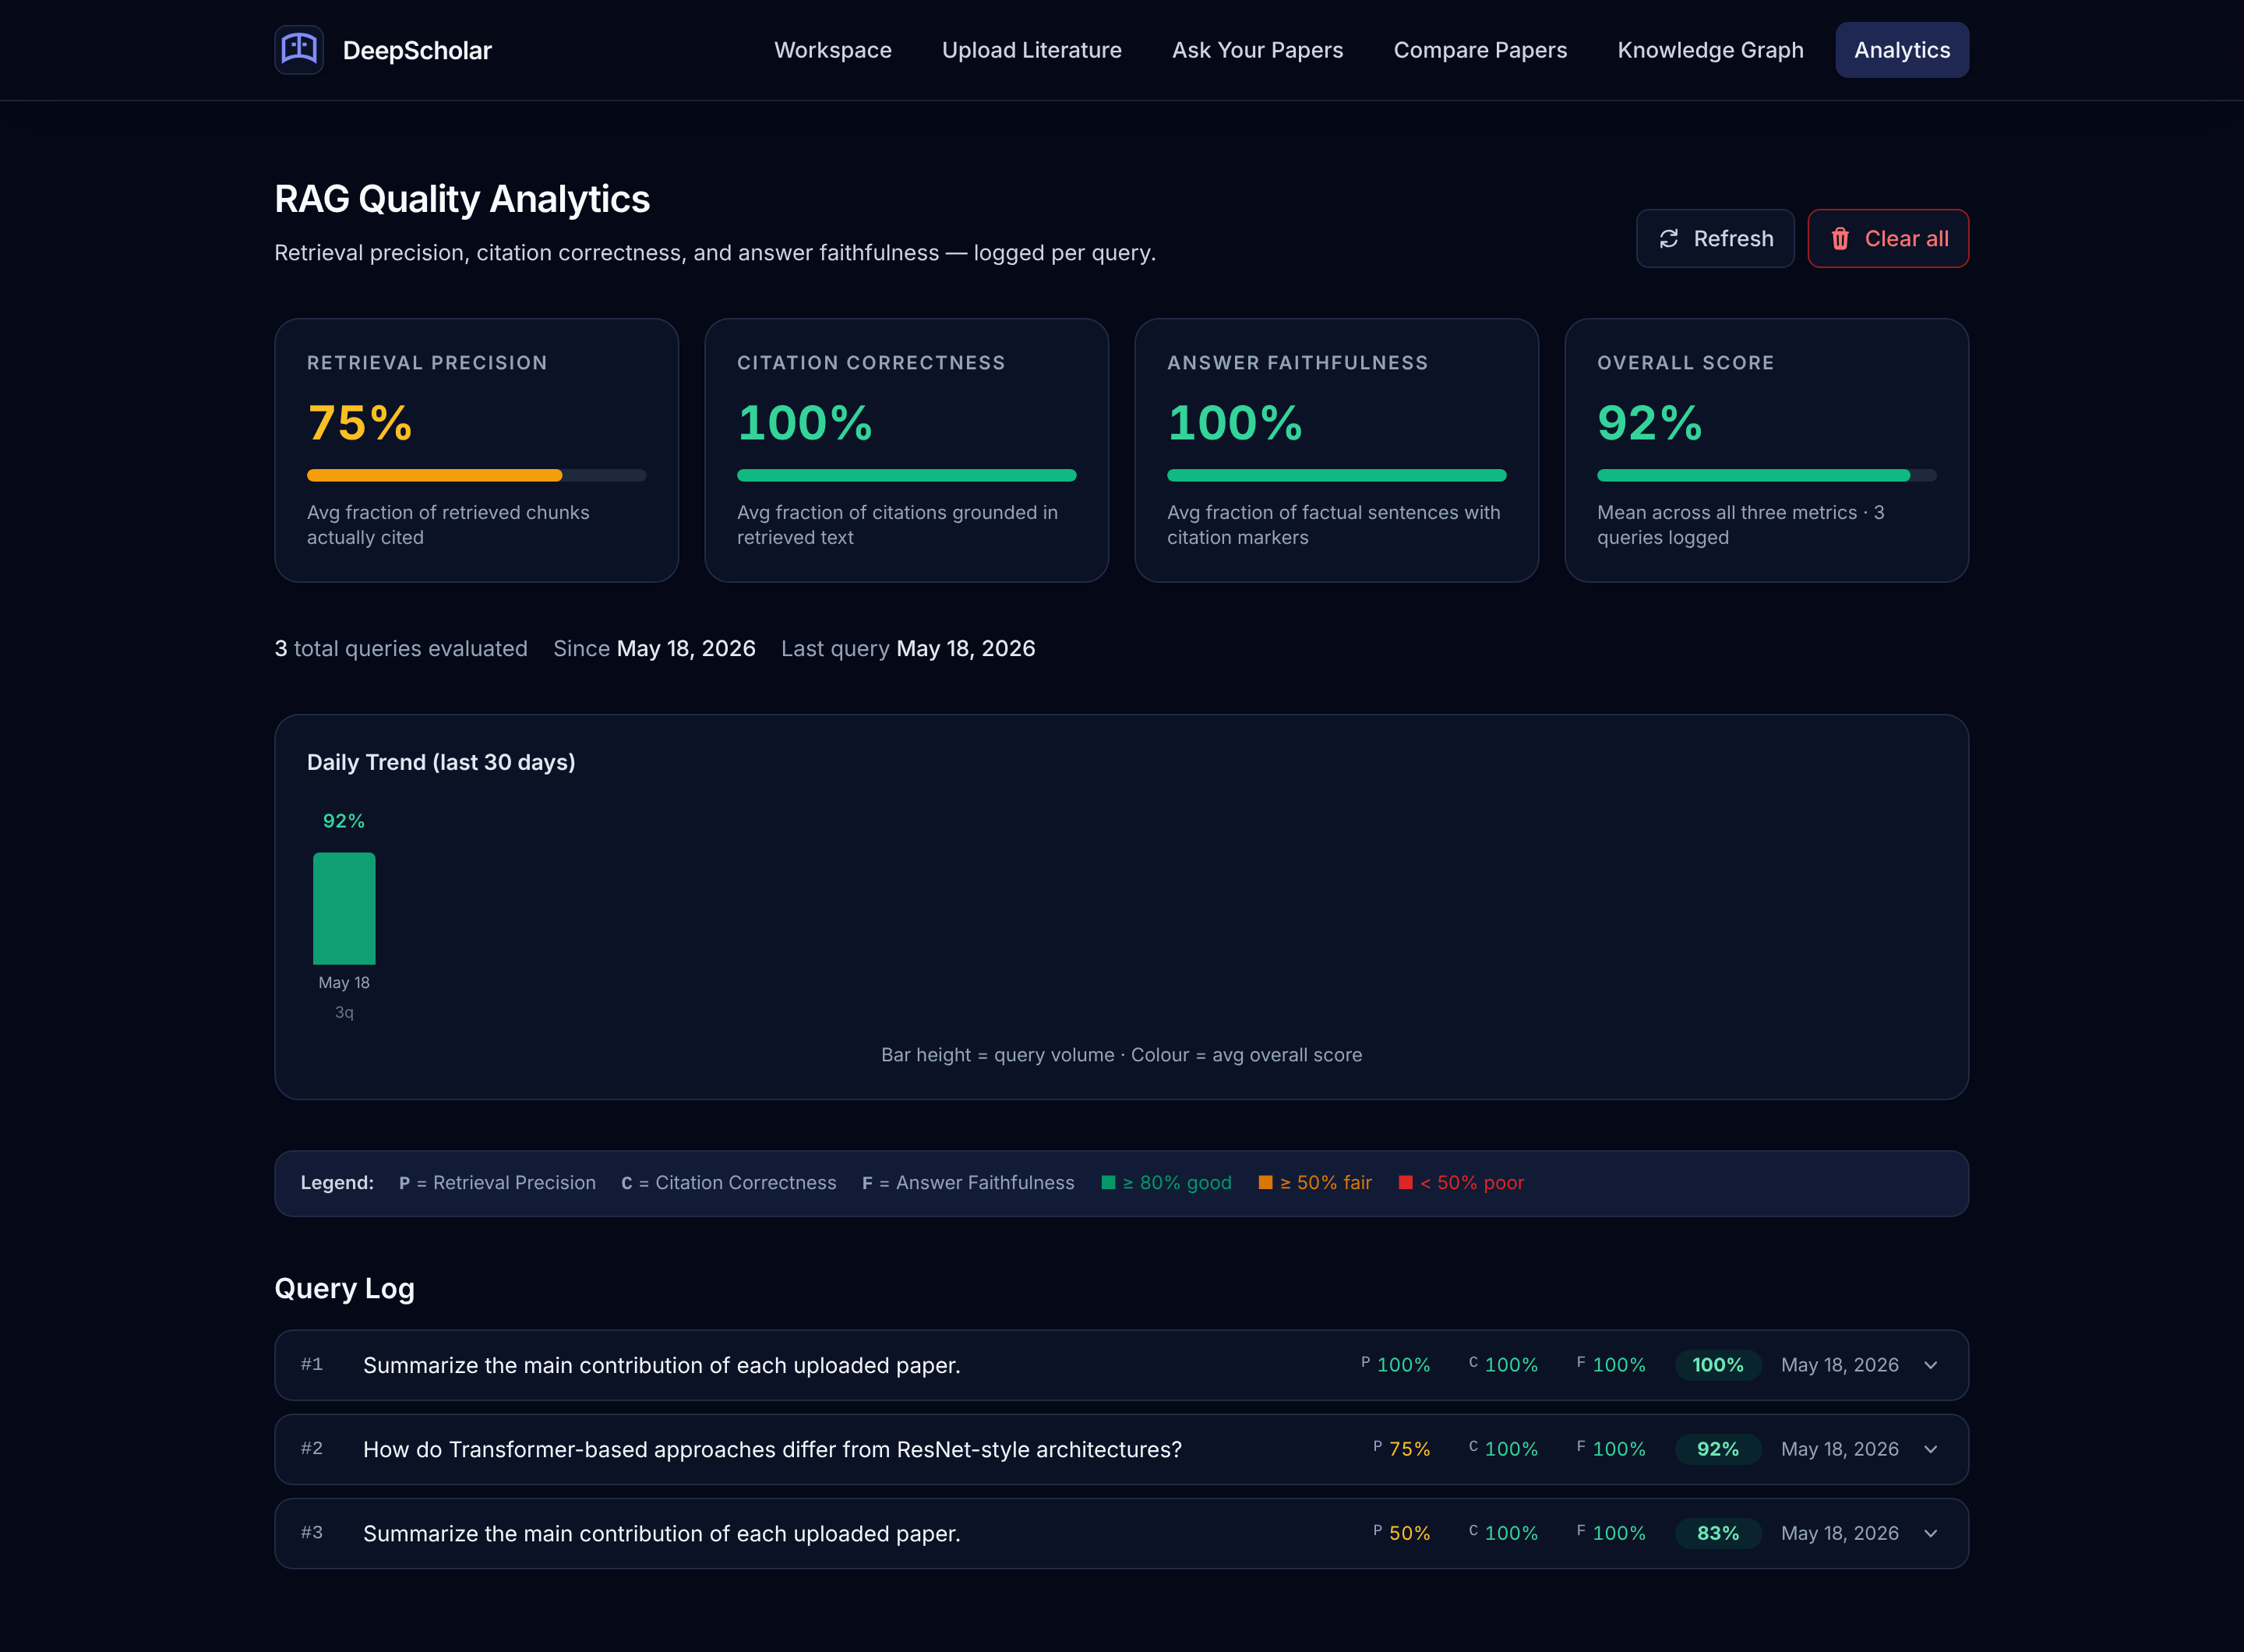 DeepScholar
Workspace
Upload Literature
Ask Your Papers
Compare Papers
Knowledge Graph
Analytics
RAG Quality Analytics
Retrieval precision, citation correctness, and answer faithfulness — logged per query.
Refresh
Clear all
RETRIEVAL PRECISION
75%
Avg fraction of retrieved chunks
actually cited
CITATION CORRECTNESS
100%
Avg fraction of citations grounded in
retrieved text
ANSWER FAITHFULNESS
100%
Avg fraction of factual sentences with
citation markers
OVERALL SCORE
92%
Mean across all three metrics · 3
queries logged
3 total queries evaluated Since May 18, 2026 Last query May 18, 2026
Daily Trend (last 30 days)
92%
May 18
3q
Bar height = query volume · Colour = avg overall score
Legend: P = Retrieval Precision C = Citation Correctness F = Answer Faithfulness ■ ≥ 80% good ■ ≥ 50% fair ■ < 50% poor
Query Log
#1 Summarize the main contribution of each uploaded paper. P 100% C 100% F 100% 100% May 18, 2026
#2 How do Transformer-based approaches differ from ResNet-style architectures? P 75% C 100% F 100% 92% May 18, 2026
#3 Summarize the main contribution of each uploaded paper. P 50% C 100% F 100% 83% May 18, 2026